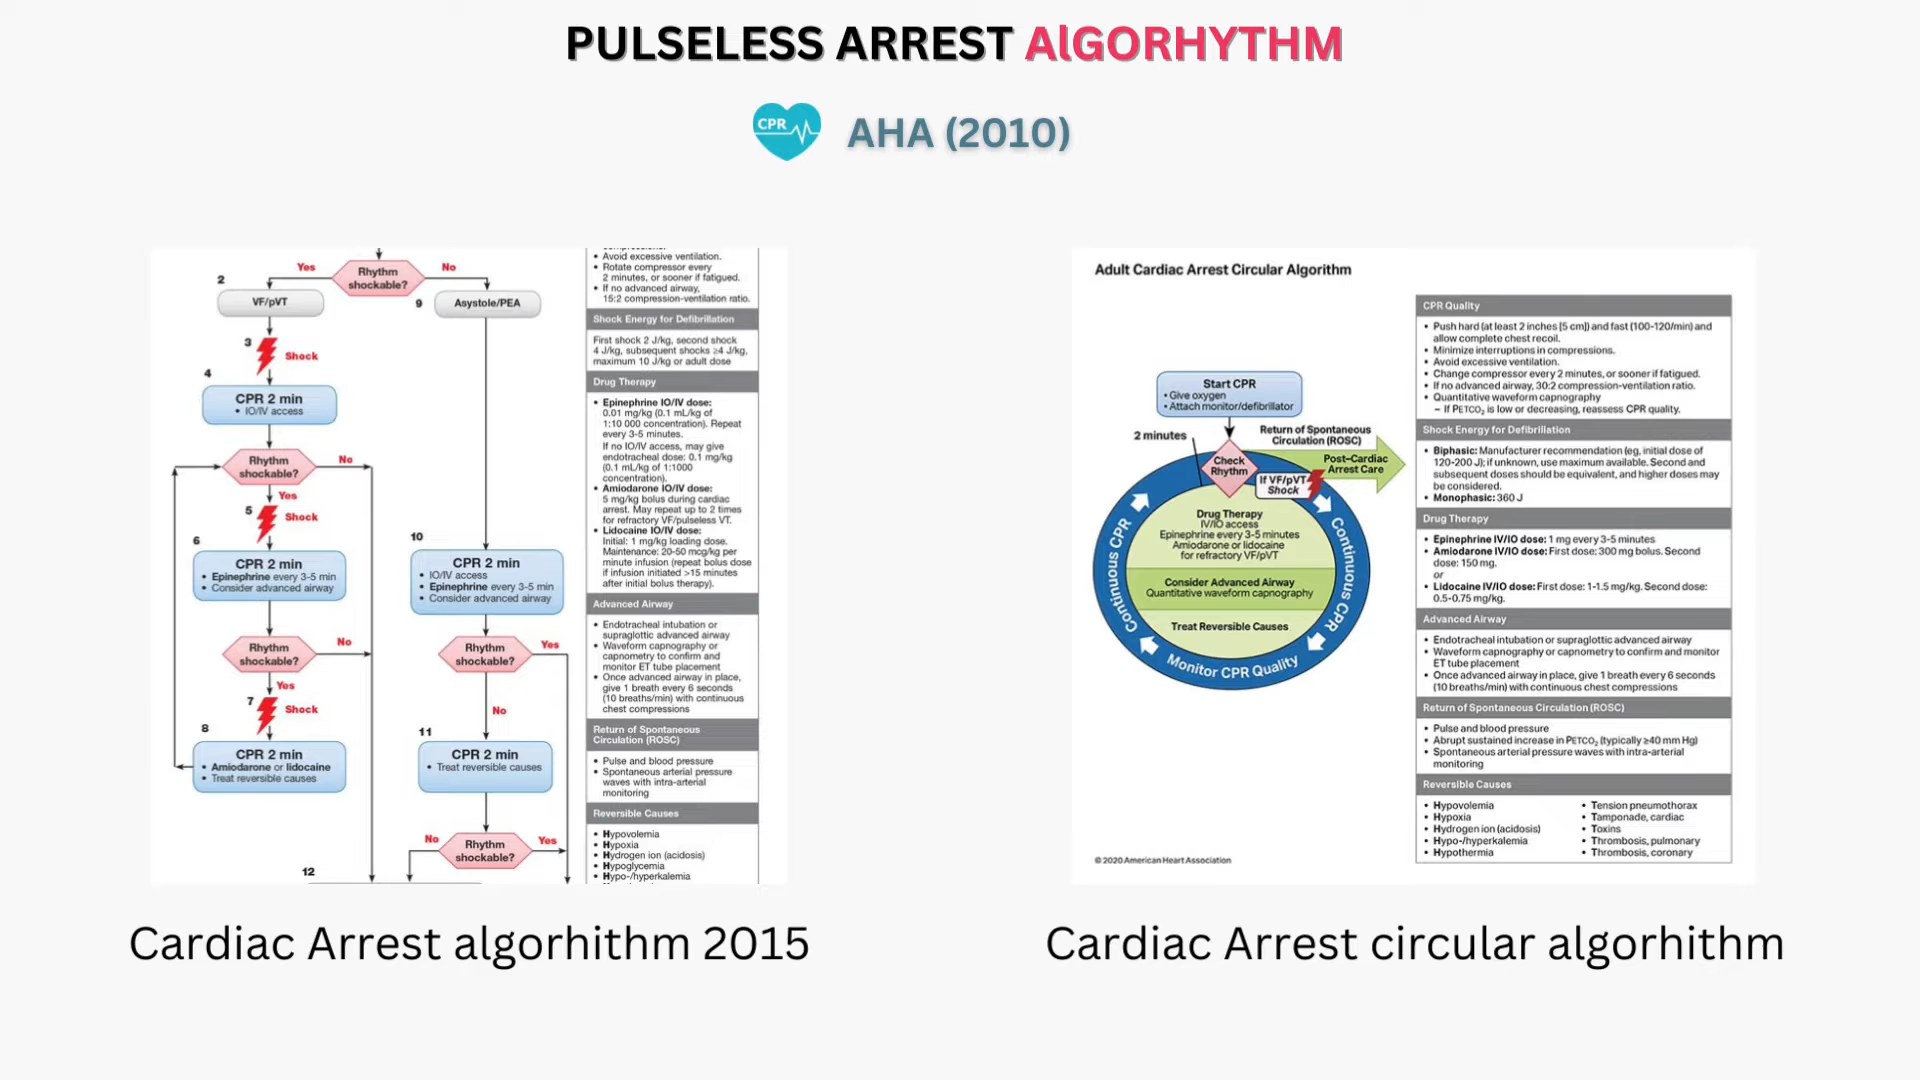 PULSELESS ARREST AlGORHYTHM
CPR
AHA (2010)
Yes
Rhythm
shockable?
No
2
VF/pVT
9
Asystole/PEA
3
Shock
4
CPR 2 min
• IO/IV access
Rhythm
shockable?
No
Yes
5
Shock
6
CPR 2 min
• Epinephrine every 3-5 min
• Consider advanced airway
10
CPR 2 min
• IO/IV access
• Epinephrine every 3-5 min
• Consider advanced airway
Rhythm
shockable?
No
Rhythm
shockable?
Yes
Yes
7
Shock
No
8
CPR 2 min
• Amiodarone or lidocaine
• Treat reversible causes
11
CPR 2 min
• Treat reversible causes
No
Rhythm
shockable?
Yes
12
• Avoid excessive ventilation.
• Rotate compressor every
2 minutes, or sooner if fatigued.
• If no advanced airway,
15:2 compression-ventilation ratio.
Shock Energy for Defibrillation
First shock 2 J/kg, second shock
4 J/kg, subsequent shocks ≥4 J/kg,
maximum 10 J/kg or adult dose
Drug Therapy
• Epinephrine IO/IV dose:
0.01 mg/kg (0.1 mL/kg of
1:10 000 concentration). Repeat
every 3-5 minutes.
If no IO/IV access, may give
endotracheal dose: 0.1 mg/kg
(0.1 mL/kg of 1:1000
concentration).
• Amiodarone IO/IV dose:
5 mg/kg bolus during cardiac
arrest. May repeat up to 2 times
for refractory VF/pulseless VT.
• Lidocaine IO/IV dose:
Initial: 1 mg/kg loading dose.
Maintenance: 20-50 mcg/kg per
minute infusion (repeat bolus dose
if infusion initiated >15 minutes
after initial bolus therapy).
Advanced Airway
• Endotracheal intubation or
supraglottic advanced airway
• Waveform capnography or
capnometry to confirm and
monitor ET tube placement
• Once advanced airway in place,
give 1 breath every 6 seconds
(10 breaths/min) with continuous
chest compressions
Return of Spontaneous
Circulation (ROSC)
• Pulse and blood pressure
• Spontaneous arterial pressure
waves with intra-arterial
monitoring
Reversible Causes
• Hypovolemia
• Hypoxia
• Hydrogen ion (acidosis)
• Hypoglycemia
• Hypo-/hyperkalemia
Cardiac Arrest algorhithm 2015
Adult Cardiac Arrest Circular Algorithm
Start CPR
• Give oxygen
• Attach monitor/defibrillator
2 minutes
Return of Spontaneous
Circulation (ROSC)
Check
Rhythm
Post–Cardiac
Arrest Care
If VF/pVT
Shock
Drug Therapy
IV/IO access
Epinephrine every 3-5 minutes
Amiodarone or lidocaine
for refractory VF/pVT
Consider Advanced Airway
Quantitative waveform capnography
Treat Reversible Causes
Continuous CPR
Continuous CPR
Monitor CPR Quality
© 2020 American Heart Association
CPR Quality
• Push hard (at least 2 inches [5 cm]) and fast (100-120/min) and
allow complete chest recoil.
• Minimize interruptions in compressions.
• Avoid excessive ventilation.
• Change compressor every 2 minutes, or sooner if fatigued.
• If no advanced airway, 30:2 compression-ventilation ratio.
• Quantitative waveform capnography
– If PETCO₂ is low or decreasing, reassess CPR quality.
Shock Energy for Defibrillation
• Biphasic: Manufacturer recommendation (eg, initial dose of
120-200 J); if unknown, use maximum available. Second and
subsequent doses should be equivalent, and higher doses may
be considered.
• Monophasic: 360 J
Drug Therapy
• Epinephrine IV/IO dose: 1 mg every 3-5 minutes
• Amiodarone IV/IO dose: First dose: 300 mg bolus. Second
dose: 150 mg.
or
• Lidocaine IV/IO dose: First dose: 1-1.5 mg/kg. Second dose:
0.5-0.75 mg/kg.
Advanced Airway
• Endotracheal intubation or supraglottic advanced airway
• Waveform capnography or capnometry to confirm and monitor
ET tube placement
• Once advanced airway in place, give 1 breath every 6 seconds
(10 breaths/min) with continuous chest compressions
Return of Spontaneous Circulation (ROSC)
• Pulse and blood pressure
• Abrupt sustained increase in PETCO₂ (typically ≥40 mm Hg)
• Spontaneous arterial pressure waves with intra-arterial
monitoring
Reversible Causes
• Hypovolemia
• Hypoxia
• Hydrogen ion (acidosis)
• Hypo-/hyperkalemia
• Hypothermia
• Tension pneumothorax
• Tamponade, cardiac
• Toxins
• Thrombosis, pulmonary
• Thrombosis, coronary
Cardiac Arrest circular algorhithm